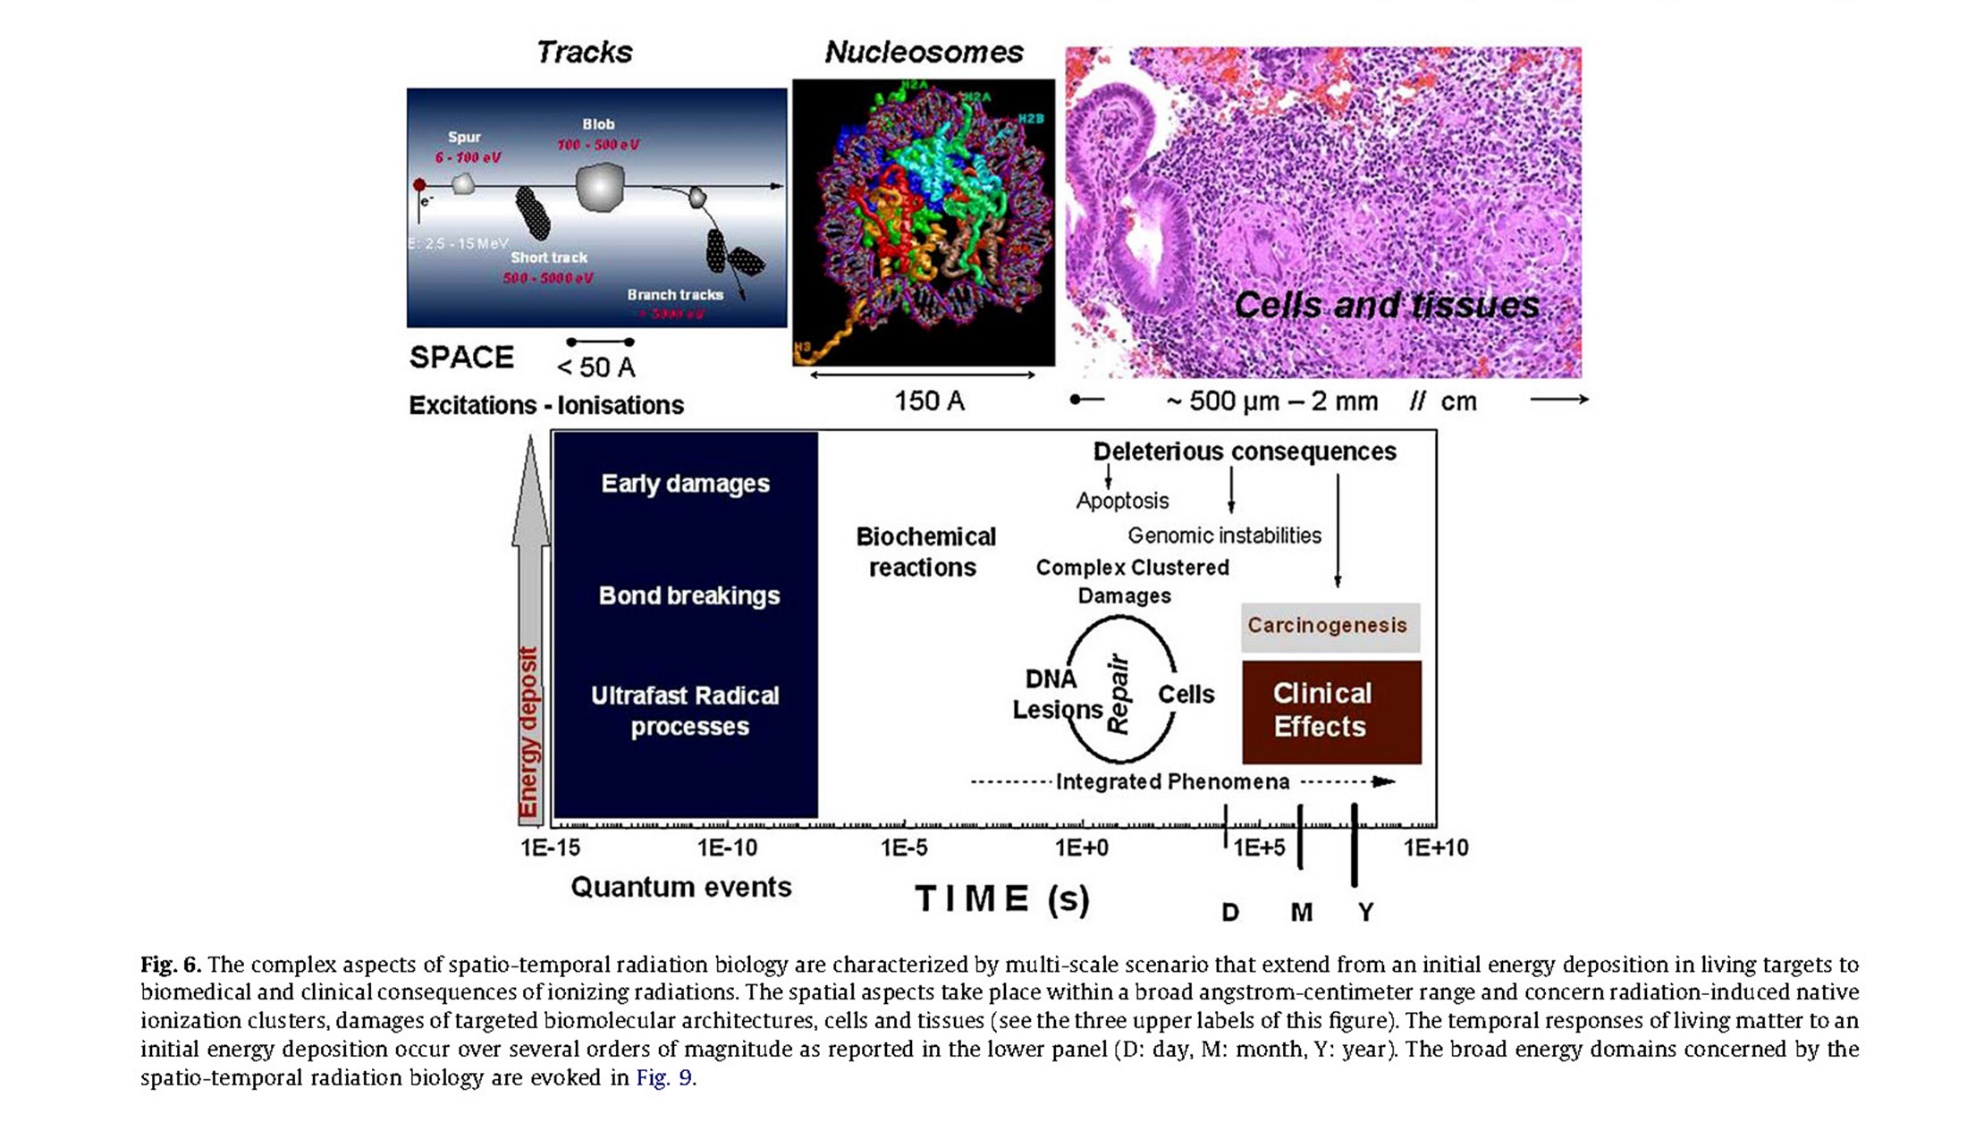 Tracks
Nucleosomes
Spur
6 - 100 eV
Blob
100 - 500 eV
e-
E: 2.5 - 15 MeV
Short track
500 - 5000 eV
Branch tracks
H2A
H2A
H2B
H3
Cells and tissues
SPACE
< 50 A
150 A
~ 500 µm – 2 mm // cm
Excitations - Ionisations
Energy deposit
Early damages
Bond breakings
Ultrafast Radical
processes
Biochemical
reactions
Deleterious consequences
Apoptosis
Genomic instabilities
Complex Clustered
Damages
DNA
Lesions
Repair
Cells
Carcinogenesis
Clinical
Effects
Integrated Phenomena
1E-15
1E-10
1E-5
1E+0
1E+5
1E+10
Quantum events
TIME (s)
D
M
Y
Fig. 6. The complex aspects of spatio-temporal radiation biology are characterized by multi-scale scenario that extend from an initial energy deposition in living targets to
biomedical and clinical consequences of ionizing radiations. The spatial aspects take place within a broad angstrom-centimeter range and concern radiation-induced native
ionization clusters, damages of targeted biomolecular architectures, cells and tissues (see the three upper labels of this figure). The temporal responses of living matter to an
initial energy deposition occur over several orders of magnitude as reported in the lower panel (D: day, M: month, Y: year). The broad energy domains concerned by the
spatio-temporal radiation biology are evoked in Fig. 9.